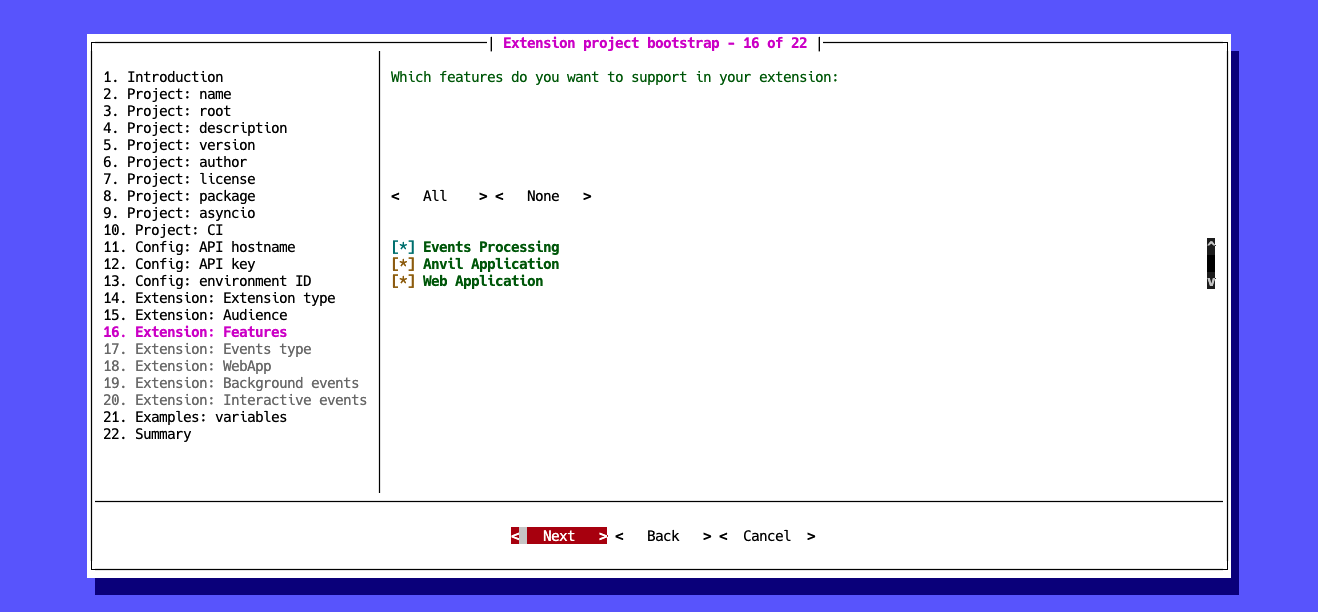 | Extension project bootstrap - 16 of 22 |
1. Introduction
2. Project: name
3. Project: root
4. Project: description
5. Project: version
6. Project: author
7. Project: license
8. Project: package
9. Project: asyncio
10. Project: CI
11. Config: API hostname
12. Config: API key
13. Config: environment ID
14. Extension: Extension type
15. Extension: Audience
16. Extension: Features
17. Extension: Events type
18. Extension: WebApp
19. Extension: Background events
20. Extension: Interactive events
21. Examples: variables
22. Summary
Which features do you want to support in your extension:
< All > < None >
[*] Events Processing
[*] Anvil Application
[*] Web Application
^
v
< Next > < Back > < Cancel >